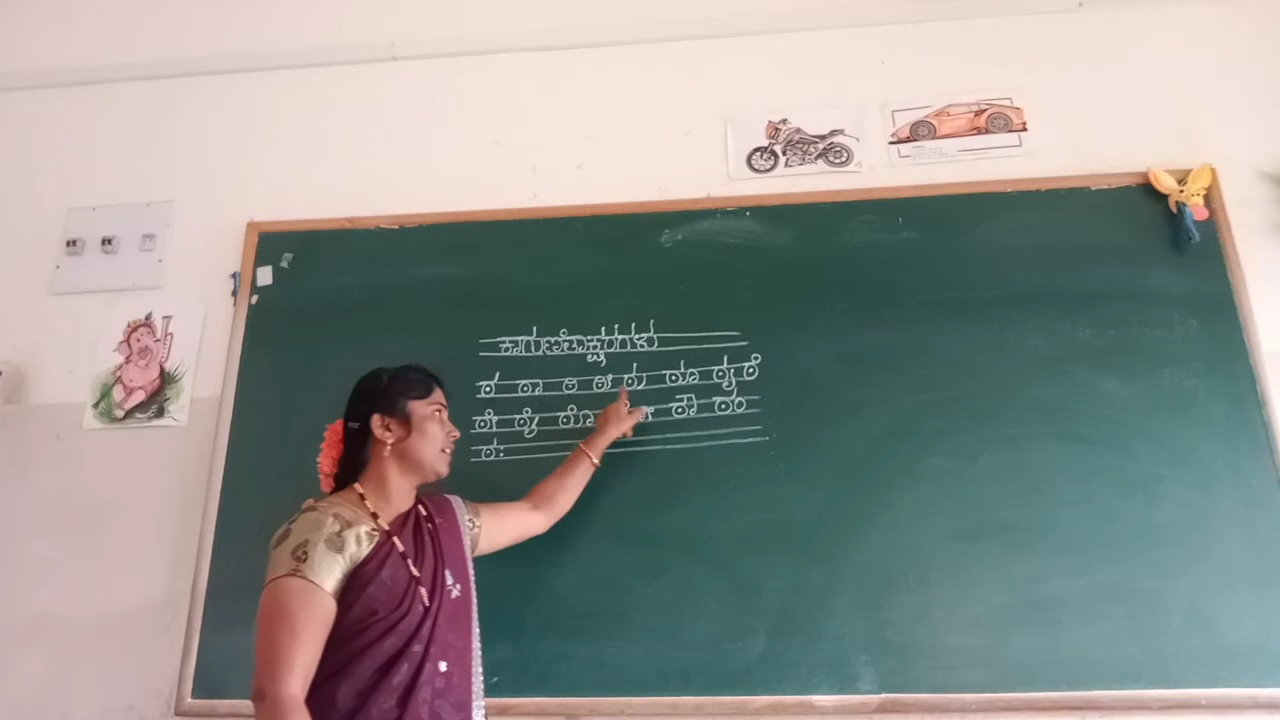 ಕಾಗುಣಿತಾಕ್ಷರಗಳು
ಠ ಠಾ ಠಿ ಠೀ ಠು ಠೂ ಠೃ ಠೆ
ಠೇ ಠೈ ಠೊ ಠೌ ಠಂ
ಠಃ